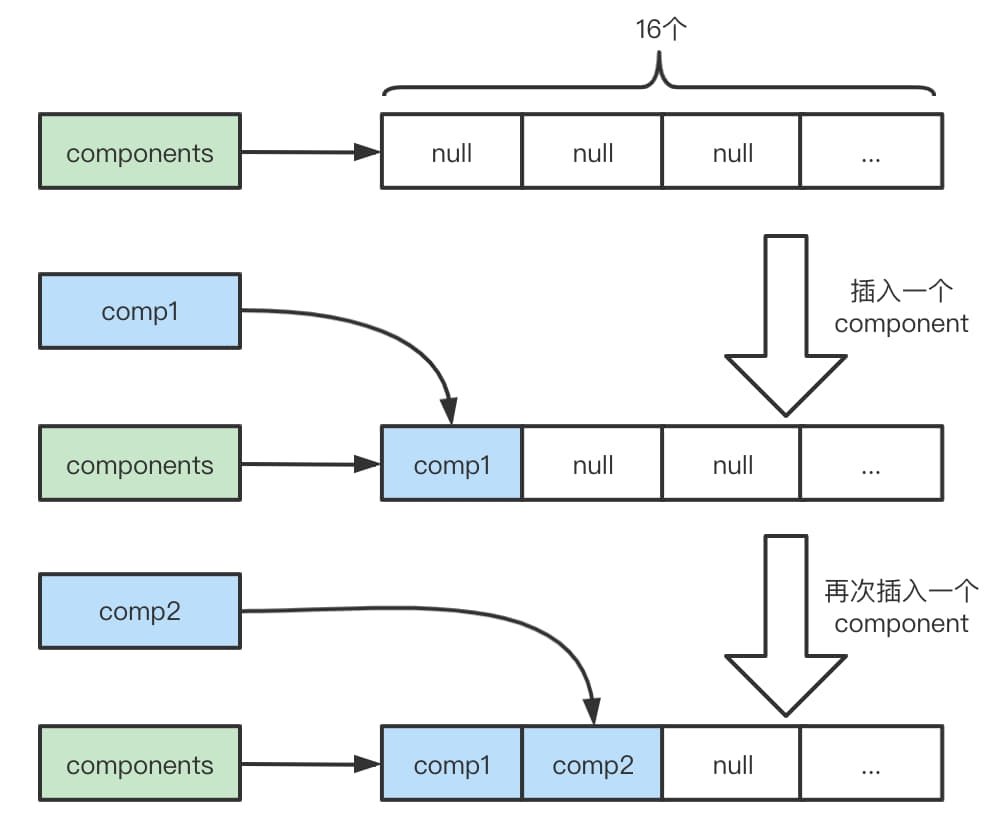 16个
components
null
null
null
...
comp1
插入一个
component
components
comp1
null
null
...
comp2
再次插入一个
component
components
comp1
comp2
null
...